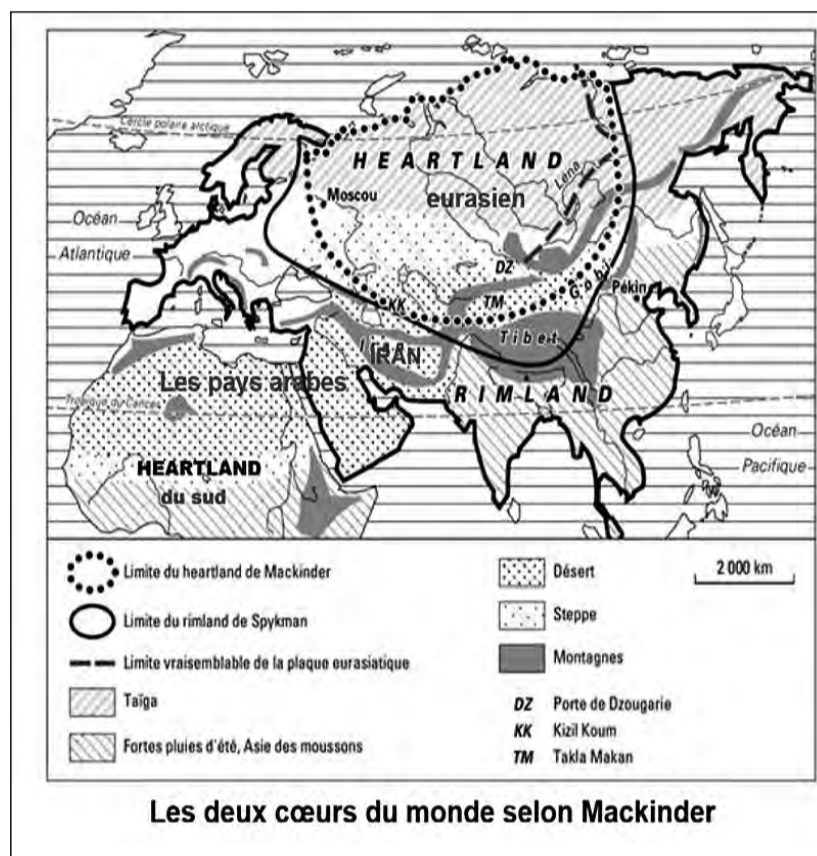 Cercle polaire arctique
HEARTLAND
eurasien
Léna
Moscou
Océan
Atlantique
DZ
Gobi
Pékin
TM
KK
Tibet
IRAN
Les pays arabes
Tropique du Cancer
RIMLAND
Océan
Pacifique
HEARTLAND
du sud
Limite du heartland de Mackinder
Limite du rimland de Spykman
Limite vraisemblable de la plaque eurasiatique
Taïga
Fortes pluies d'été, Asie des moussons
Désert
2 000 km
Steppe
Montagnes
DZ Porte de Dzougarie
KK Kizil Koum
TM Takla Makan
Les deux cœurs du monde selon Mackinder